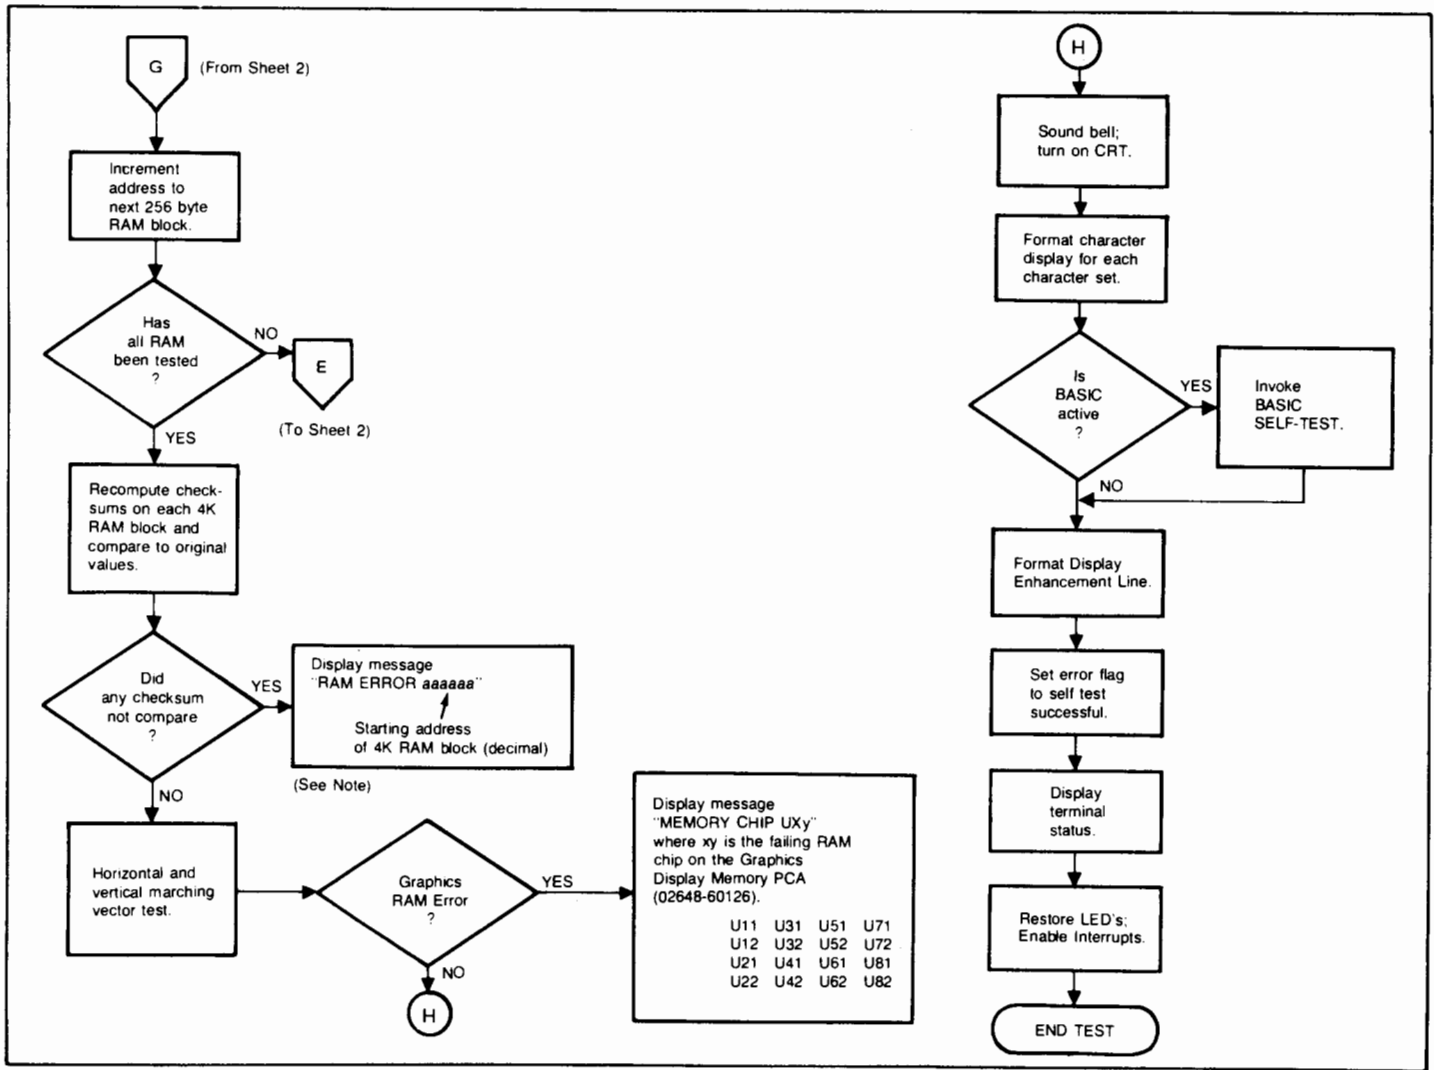 G
(From Sheet 2)
Increment
address to
next 256 byte
RAM block.
Has
all RAM
been tested
?
NO
E
(To Sheet 2)
YES
Recompute check-
sums on each 4K
RAM block and
compare to original
values.
Did
any checksum
not compare
?
YES
Display message
"RAM ERROR aaaaaa"
Starting address
of 4K RAM block (decimal)
(See Note)
NO
Horizontal and
vertical marching
vector test.
Graphics
RAM Error
?
YES
Display message
"MEMORY CHIP UXy"
where xy is the failing RAM
chip on the Graphics
Display Memory PCA
(02648-60126).
U11 U31 U51 U71
U12 U32 U52 U72
U21 U41 U61 U81
U22 U42 U62 U82
NO
H
H
Sound bell;
turn on CRT.
Format character
display for each
character set.
Is
BASIC
active
?
YES
Invoke
BASIC
SELF-TEST.
NO
Format Display
Enhancement Line.
Set error flag
to self test
successful.
Display
terminal
status.
Restore LED's;
Enable Interrupts.
END TEST